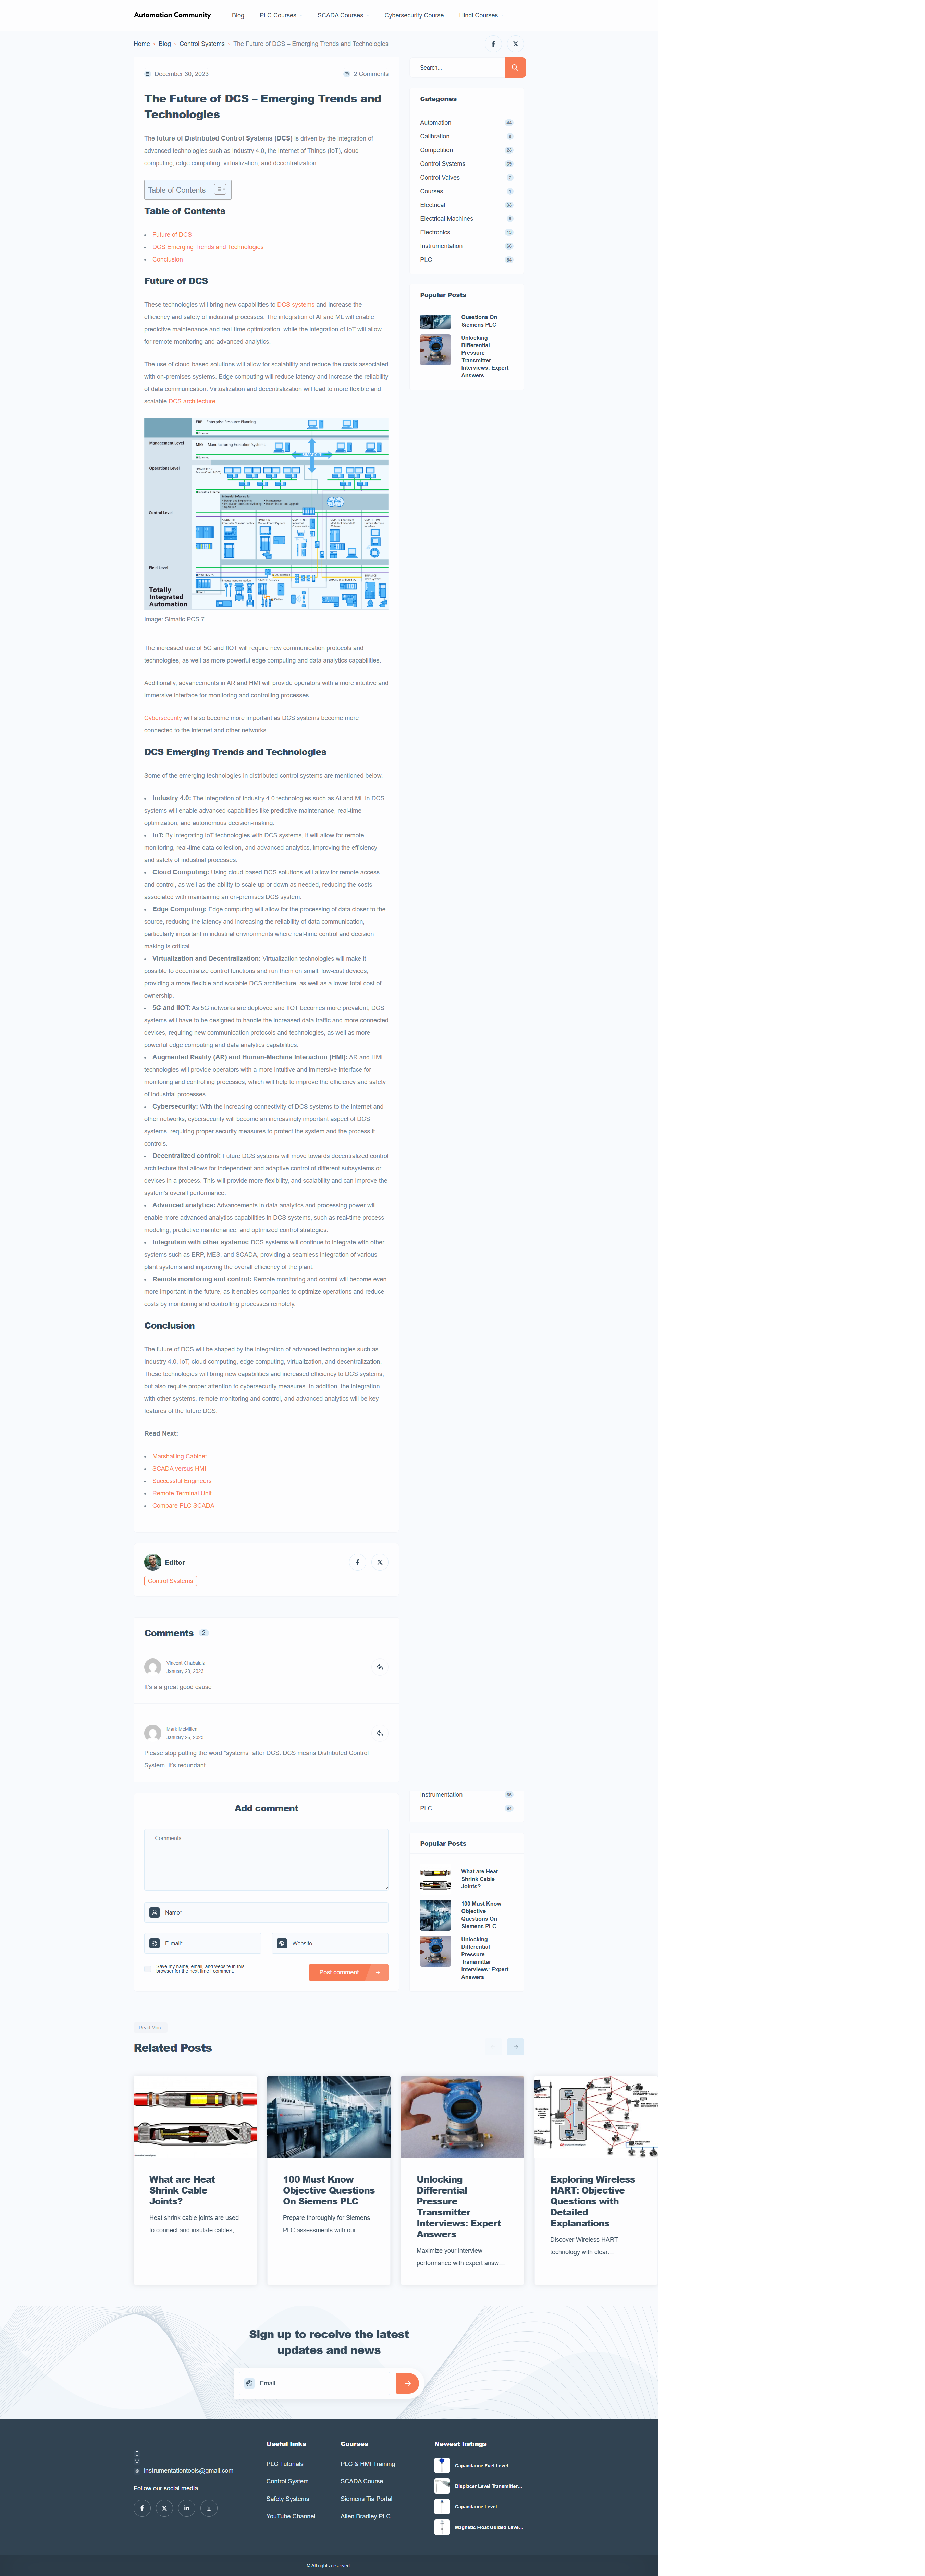 Automation Community
Blog
PLC Courses
SCADA Courses
Cybersecurity Course
Hindi Courses
Home
Blog
Control Systems
The Future of DCS – Emerging Trends and Technologies
December 30, 2023
2 Comments
The Future of DCS – Emerging Trends and
Technologies
The future of Distributed Control Systems (DCS) is driven by the integration of
advanced technologies such as Industry 4.0, the Internet of Things (IoT), cloud
computing, edge computing, virtualization, and decentralization.
Table of Contents
Table of Contents
• Future of DCS
• DCS Emerging Trends and Technologies
• Conclusion
Future of DCS
These technologies will bring new capabilities to DCS systems and increase the
efficiency and safety of industrial processes. The integration of AI and ML will enable
predictive maintenance and real-time optimization, while the integration of IoT will allow
for remote monitoring and advanced analytics.
The use of cloud-based solutions will allow for scalability and reduce the costs associated
with on-premises systems. Edge computing will reduce latency and increase the reliability
of data communication. Virtualization and decentralization will lead to more flexible and
scalable DCS architecture.
ERP – Enterprise Resource Planning
Management Level
MES – Manufacturing Execution Systems
Operations Level
Control Level
Field Level
Totally
Integrated
Automation
Image: Simatic PCS 7
The increased use of 5G and IIOT will require new communication protocols and
technologies, as well as more powerful edge computing and data analytics capabilities.
Additionally, advancements in AR and HMI will provide operators with a more intuitive and
immersive interface for monitoring and controlling processes.
Cybersecurity will also become more important as DCS systems become more
connected to the internet and other networks.
DCS Emerging Trends and Technologies
Some of the emerging technologies in distributed control systems are mentioned below.
• Industry 4.0: The integration of Industry 4.0 technologies such as AI and ML in DCS
systems will enable advanced capabilities like predictive maintenance, real-time
optimization, and autonomous decision-making.
• IoT: By integrating IoT technologies with DCS systems, it will allow for remote
monitoring, real-time data collection, and advanced analytics, improving the efficiency
and safety of industrial processes.
• Cloud Computing: Using cloud-based DCS solutions will allow for remote access
and control, as well as the ability to scale up or down as needed, reducing the costs
associated with maintaining an on-premises DCS system.
• Edge Computing: Edge computing will allow for the processing of data closer to the
source, reducing the latency and increasing the reliability of data communication,
particularly important in industrial environments where real-time control and decision
making is critical.
• Virtualization and Decentralization: Virtualization technologies will make it
possible to decentralize control functions and run them on small, low-cost devices,
providing a more flexible and scalable DCS architecture, as well as a lower total cost of
ownership.
• 5G and IIOT: As 5G networks are deployed and IIOT becomes more prevalent, DCS
systems will have to be designed to handle the increased data traffic and more connected
devices, requiring new communication protocols and technologies, as well as more
powerful edge computing and data analytics capabilities.
• Augmented Reality (AR) and Human-Machine Interaction (HMI): AR and HMI
technologies will provide operators with a more intuitive and immersive interface for
monitoring and controlling processes, which will help to improve the efficiency and safety
of industrial processes.
• Cybersecurity: With the increasing connectivity of DCS systems to the internet and
other networks, cybersecurity will become an increasingly important aspect of DCS
systems, requiring proper security measures to protect the system and the process it
controls.
• Decentralized control: Future DCS systems will move towards decentralized control
architecture that allows for independent and adaptive control of different subsystems or
devices in a process. This will provide more flexibility, and scalability and can improve the
system's overall performance.
• Advanced analytics: Advancements in data analytics and processing power will
enable more advanced analytics capabilities in DCS systems, such as real-time process
modeling, predictive maintenance, and optimized control strategies.
• Integration with other systems: DCS systems will continue to integrate with other
systems such as ERP, MES, and SCADA, providing a seamless integration of various
plant systems and improving the overall efficiency of the plant.
• Remote monitoring and control: Remote monitoring and control will become even
more important in the future, as it enables companies to optimize operations and reduce
costs by monitoring and controlling processes remotely.
Conclusion
The future of DCS will be shaped by the integration of advanced technologies such as
Industry 4.0, IoT, cloud computing, edge computing, virtualization, and decentralization.
These technologies will bring new capabilities and increased efficiency to DCS systems,
but also require proper attention to cybersecurity measures. In addition, the integration
with other systems, remote monitoring and control, and advanced analytics will be key
features of the future DCS.
Read Next:
• Marshalling Cabinet
• SCADA versus HMI
• Successful Engineers
• Remote Terminal Unit
• Compare PLC SCADA
Editor
Control Systems
Comments 2
Vincent Chabalala
January 23, 2023
It's a a great good cause
Mark McMillen
January 26, 2023
Please stop putting the word "systems" after DCS. DCS means Distributed Control
System. It's redundant.
Add comment
Comments
Name*
E-mail*
Website
Save my name, email, and website in this
browser for the next time I comment.
Post comment
Search…
Categories
Automation 44
Calibration
Competition
Control Systems
Control Valves 7
Courses 1
Electrical
Electrical Machines
Electronics 13
Instrumentation
PLC 84
Popular Posts
Questions On
Siemens PLC
Unlocking
Differential
Pressure
Transmitter
Interviews: Expert
Answers
Instrumentation
PLC 84
Popular Posts
What are Heat
Shrink Cable
Joints?
100 Must Know
Objective
Questions On
Siemens PLC
Unlocking
Differential
Pressure
Transmitter
Interviews: Expert
Answers
Read More
Related Posts
What are Heat
Shrink Cable
Joints?
Heat shrink cable joints are used
to connect and insulate cables,…
100 Must Know
Objective Questions
On Siemens PLC
Prepare thoroughly for Siemens
PLC assessments with our…
Unlocking
Differential
Pressure
Transmitter
Interviews: Expert
Answers
Maximize your interview
performance with expert answ…
Exploring Wireless
HART: Objective
Questions with
Detailed
Explanations
Discover Wireless HART
technology with clear…
Sign up to receive the latest
updates and news
Email
instrumentationtools@gmail.com
Follow our social media
Useful links
PLC Tutorials
Control System
Safety Systems
YouTube Channel
Courses
PLC & HMI Training
SCADA Course
Siemens Tia Portal
Allen Bradley PLC
Newest listings
Capacitance Fuel Level…
Displacer Level Transmitter…
Capacitance Level…
Magnetic Float Guided Leve…
© All rights reserved